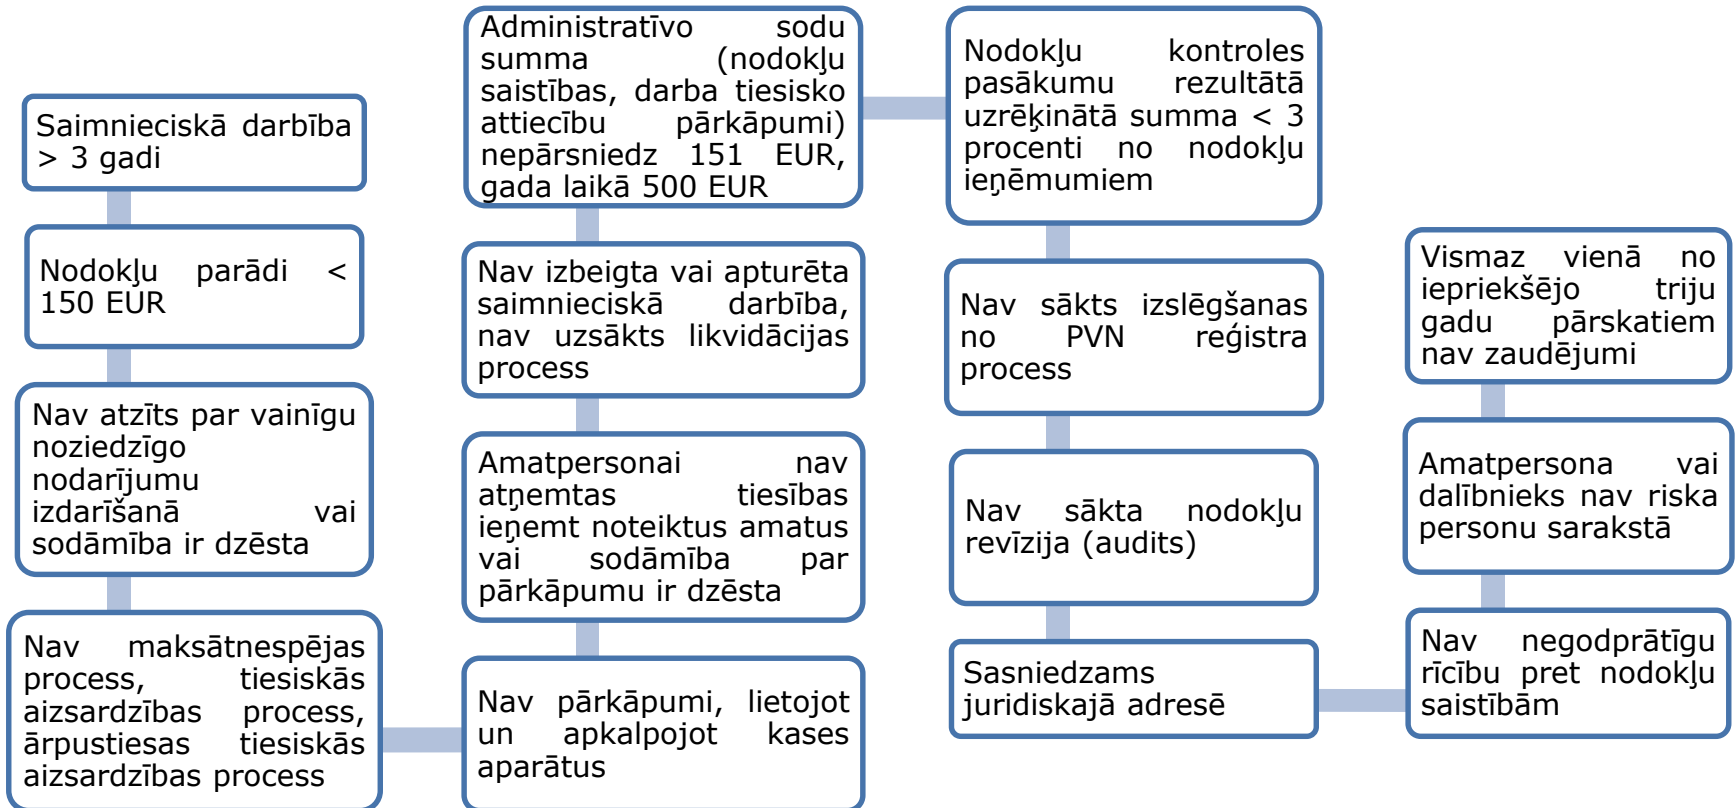 Saimnieciskā darbība
> 3 gadi
Nodokļu parādi <
150 EUR
Nav atzīts par vainīgu
noziedzīgo
nodarījumu
izdarīšanā vai
sodāmība ir dzēsta
Nav maksātnespējas
process, tiesiskās
aizsardzības process,
ārpustiesas tiesiskās
aizsardzības process
Nav pārkāpumi, lietojot
un apkalpojot kases
aparātus
Amatpersonai nav
atņemtas tiesības
ieņemt noteiktus amatus
vai sodāmība par
pārkāpumu ir dzēsta
Nav izbeigta vai apturēta
saimnieciskā darbība,
nav uzsākts likvidācijas
process
Administratīvo sodu
summa (nodokļu
saistības, darba tiesisko
attiecību pārkāpumi)
nepārsniedz 151 EUR,
gada laikā 500 EUR
Nodokļu kontroles
pasākumu rezultātā
uzrēķinātā summa < 3
procenti no nodokļu
ieņēmumiem
Nav sākts izslēgšanas
no PVN reģistra
process
Nav sākta nodokļu
revīzija (audits)
Sasniedzams
juridiskajā adresē
Nav negodprātīgu
rīcību pret nodokļu
saistībām
Amatpersona vai
dalībnieks nav riska
personu sarakstā
Vismaz vienā no
iepriekšējo triju
gadu pārskatiem
nav zaudējumi